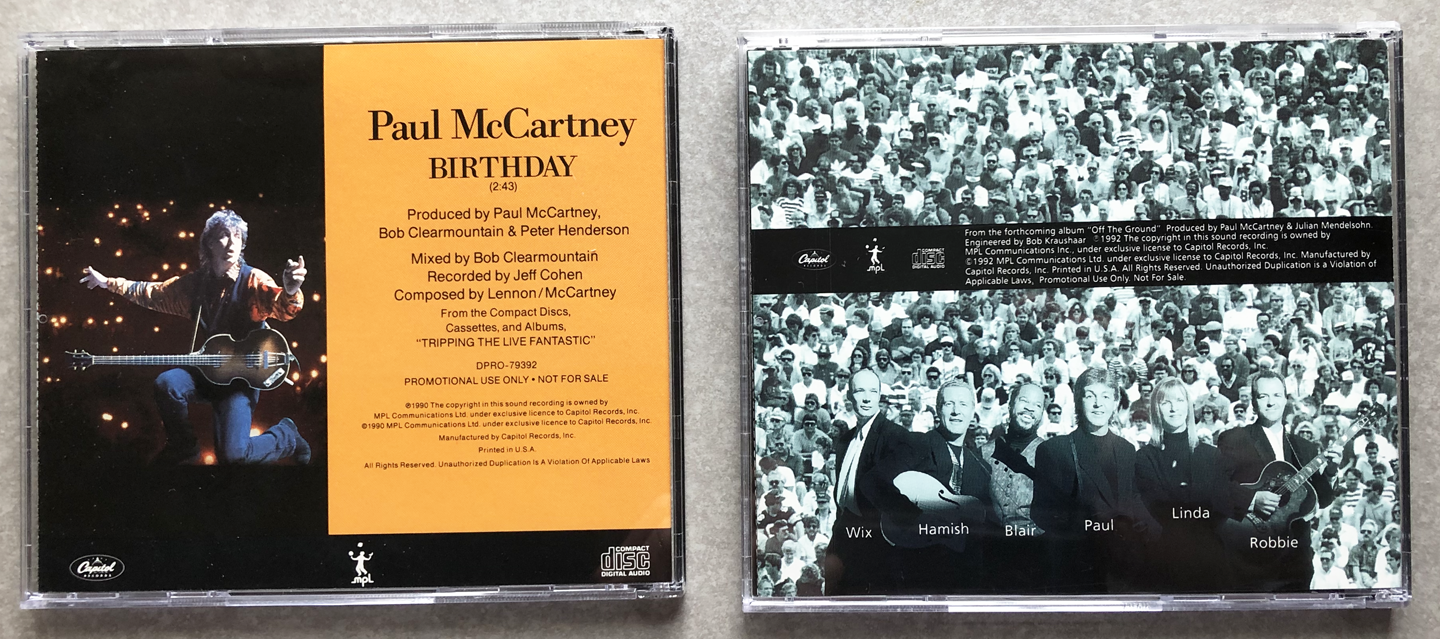 Paul McCartney
BIRTHDAY
(2:43)
Produced by Paul McCartney,
Bob Clearmountain & Peter Henderson
Mixed by Bob Clearmountain
Recorded by Jeff Cohen
Composed by Lennon/McCartney
From the Compact Discs,
Cassettes, and Albums,
"TRIPPING THE LIVE FANTASTIC"
DPRO-79392
PROMOTIONAL USE ONLY • NOT FOR SALE
℗1990 The copyright in this sound recording is owned by
MPL Communications Ltd. under exclusive licence to Capitol Records, Inc.
©1990 MPL Communications Ltd. under exclusive licence to Capitol Records, Inc.
Manufactured by Capitol Records, Inc.
Printed in U.S.A.
All Rights Reserved. Unauthorized Duplication Is A Violation Of Applicable Laws
Capitol
RECORDS
mpl
COMPACT
disc
DIGITAL AUDIO
Capitol
mpl
COMPACT
disc
DIGITAL AUDIO
From the forthcoming album "Off The Ground" Produced by Paul McCartney & Julian Mendelsohn.
Engineered by Bob Kraushaar ℗1992 The copyright in this sound recording is owned by
MPL Communications Inc., under exclusive license to Capitol Records, Inc.
©1992 MPL Communications Ltd. under exclusive license to Capitol Records, Inc. Manufactured by
Capitol Records, Inc. Printed in U.S.A. All Rights Reserved. Unauthorized Duplication is a Violation of
Applicable Laws, Promotional Use Only. Not For Sale.
Wix
Hamish
Blair
Paul
Linda
Robbie